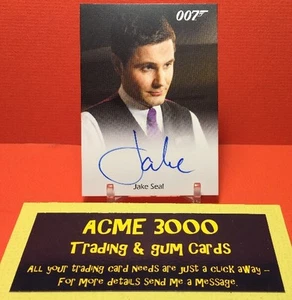 007
Jake
Jake Seal
ACME 3000
Trading & Gum Cards
All your trading card needs are just a click away –
For more details send me a message.